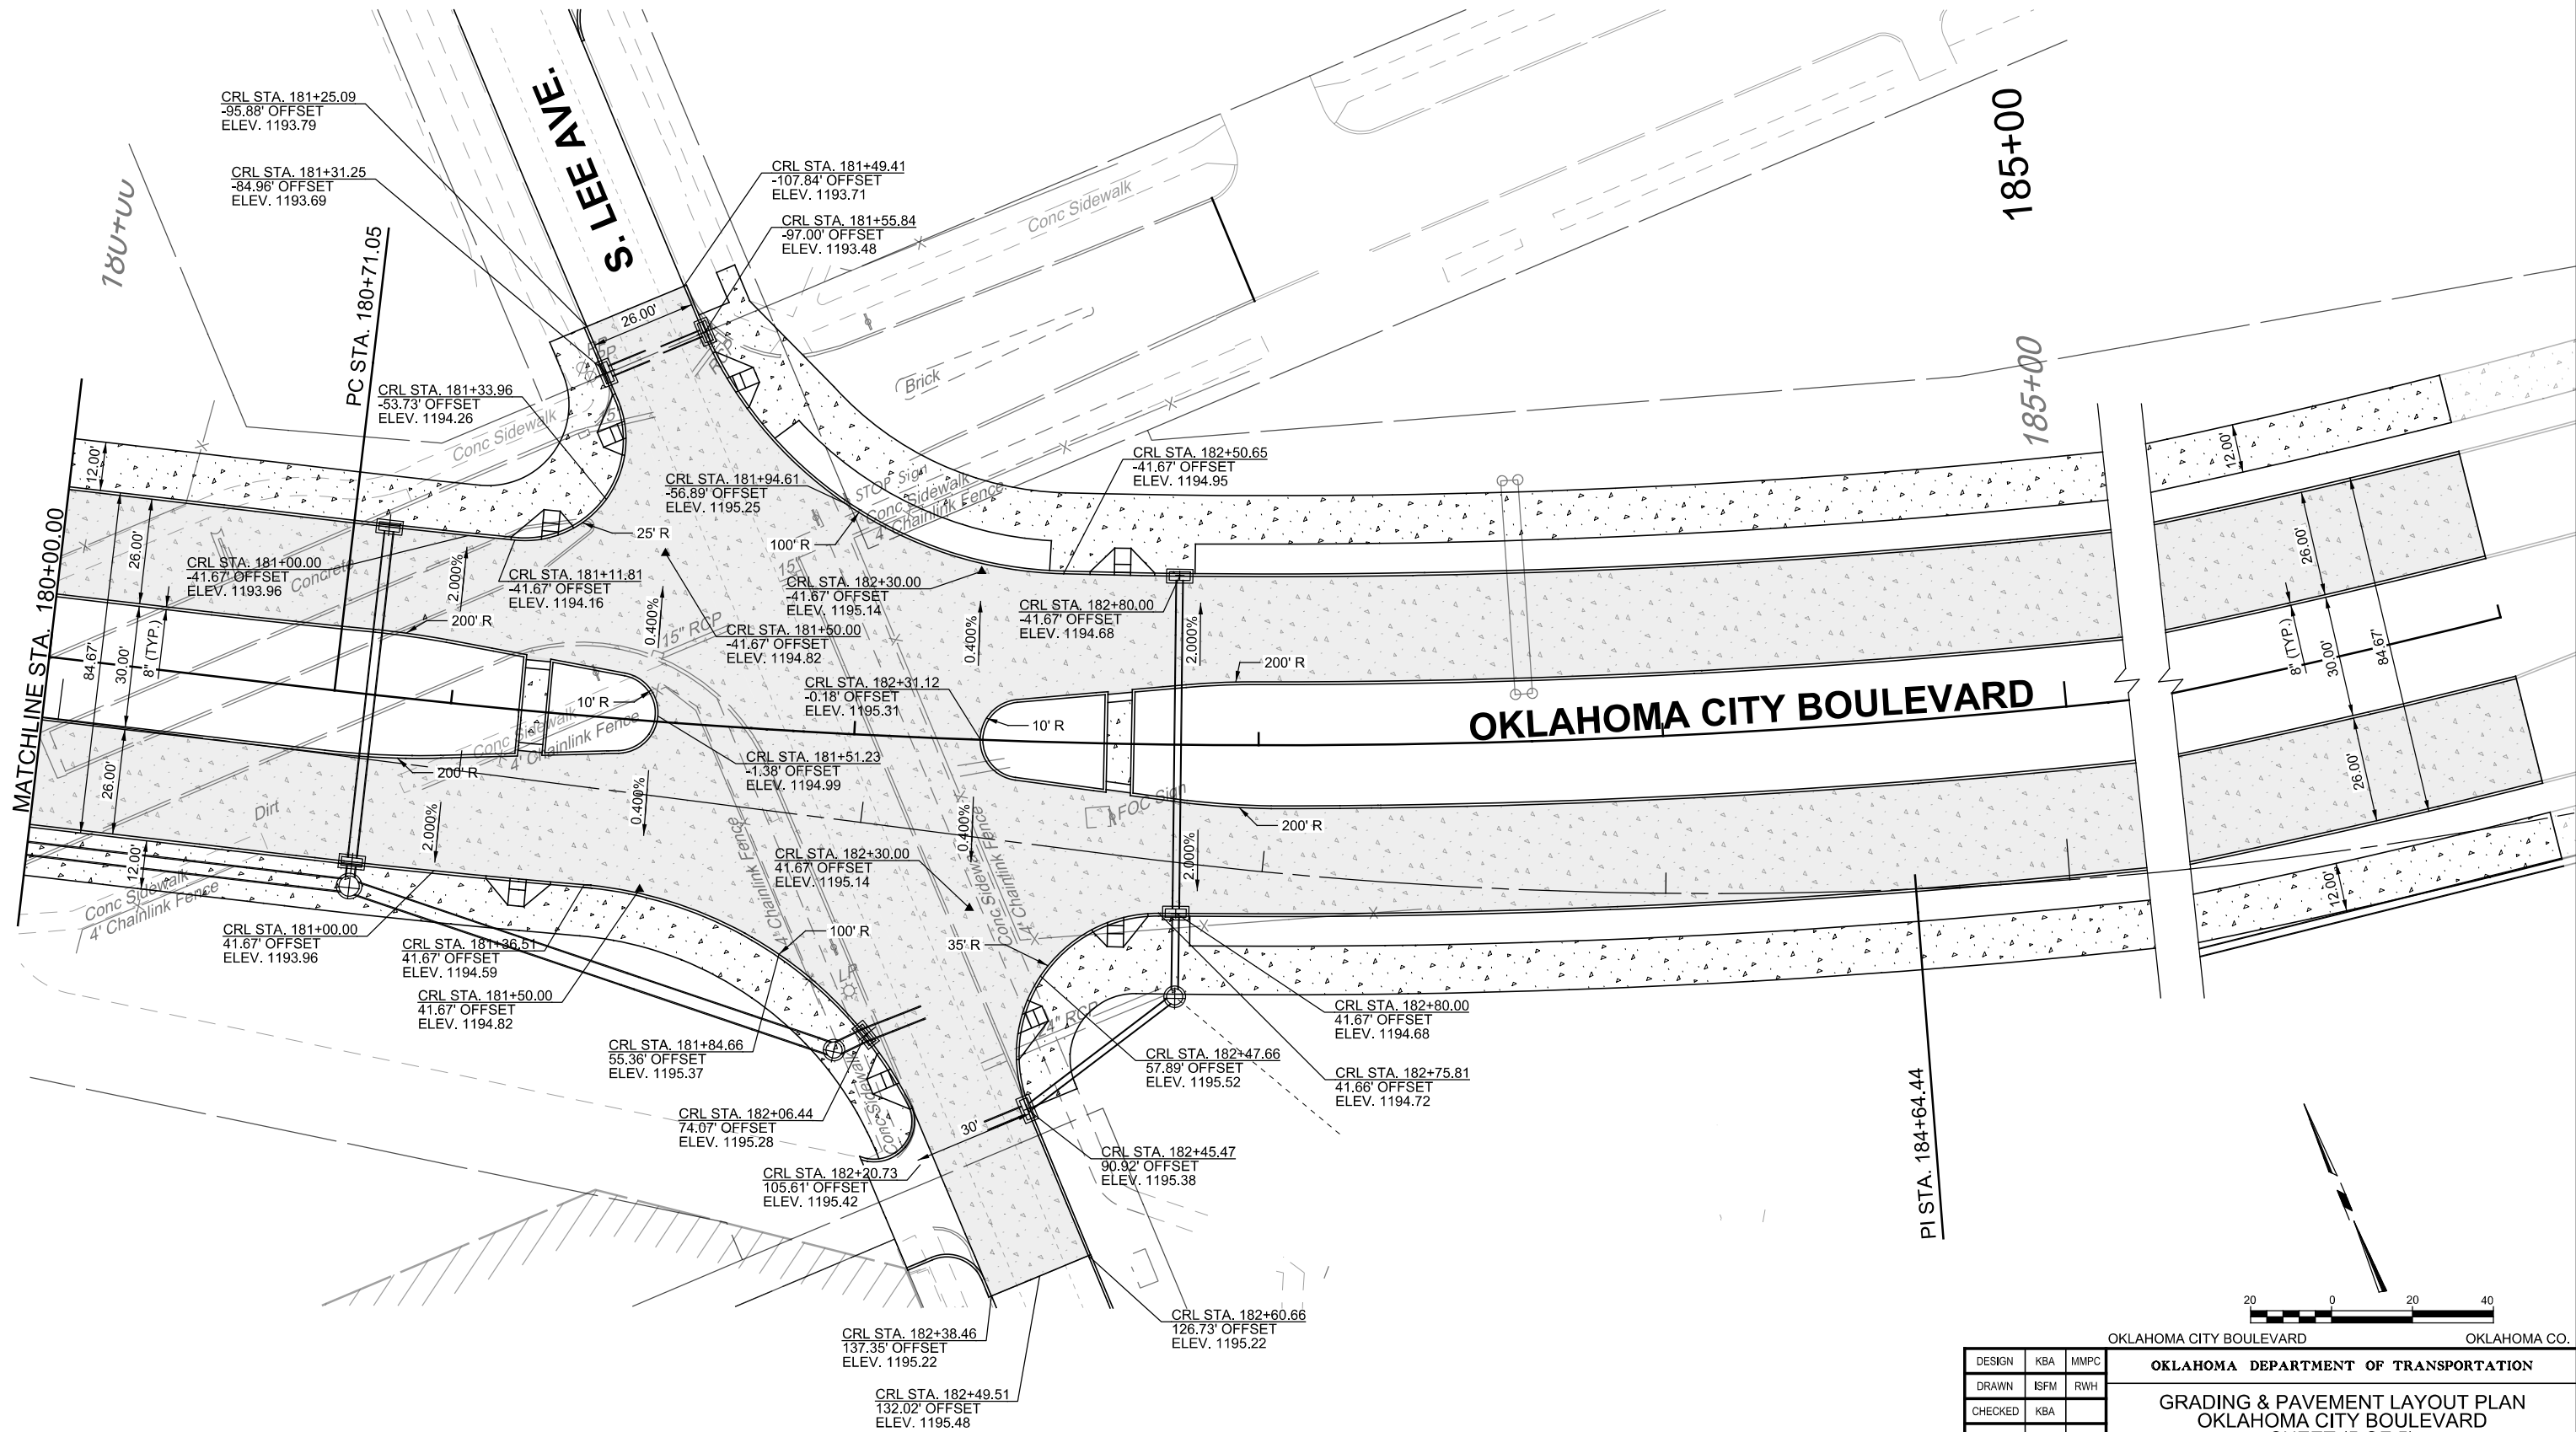 CRL STA. 181+25.09
-95.88' OFFSET
ELEV. 1193.79
CRL STA. 181+31.25
-84.96' OFFSET
ELEV. 1193.69
S. LEE AVE.
CRL STA. 181+49.41
-107.84' OFFSET
ELEV. 1193.71
CRL STA. 181+55.84
-97.00' OFFSET
ELEV. 1193.48
Conc Sidewalk
185+00
180+00
PC STA. 180+71.05
26.00'
RCP
RCP
Brick
185+00
CRL STA. 181+33.96
-53.73' OFFSET
ELEV. 1194.26
Conc Sidewalk
15"
12.00'
CRL STA. 181+94.61
-56.89' OFFSET
ELEV. 1195.25
STOP Sign
Conc Sidewalk
4' Chainlink Fence
CRL STA. 182+50.65
-41.67' OFFSET
ELEV. 1194.95
12.00'
25' R
100' R
15"
MATCHLINE STA. 180+00.00
26.00'
CRL STA. 181+00.00
-41.67' OFFSET
ELEV. 1193.96
Concrete
2.000%
CRL STA. 181+11.81
-41.67' OFFSET
ELEV. 1194.16
CRL STA. 182+30.00
-41.67' OFFSET
ELEV. 1195.14
CRL STA. 182+80.00
-41.67' OFFSET
ELEV. 1194.68
26.00'
200' R
0.400%
15" RCP
CRL STA. 181+50.00
-41.67' OFFSET
ELEV. 1194.82
0.400%
2.000%
84.67'
30.00'
8" (TYP.)
200' R
8" (TYP.)
30.00'
84.67'
10' R
CRL STA. 182+31.12
-0.18' OFFSET
ELEV. 1195.31
10' R
OKLAHOMA CITY BOULEVARD
Conc Sidewalk
4' Chainlink Fence
200' R
CRL STA. 181+51.23
-1.38' OFFSET
ELEV. 1194.99
26.00'
26.00'
Dirt
2.000%
0.400%
4' Chainlink Fence
0.400%
FOC Sign
200' R
12.00'
CRL STA. 182+30.00
41.67' OFFSET
ELEV. 1195.14
2.000%
Conc Sidewalk
4' Chainlink Fence
12.00'
Conc Sidewalk
4' Chainlink Fence
CRL STA. 181+00.00
41.67' OFFSET
ELEV. 1193.96
CRL STA. 181+36.51
41.67' OFFSET
ELEV. 1194.59
100' R
35' R
LP
CRL STA. 181+50.00
41.67' OFFSET
ELEV. 1194.82
24" RCP
CRL STA. 182+80.00
41.67' OFFSET
ELEV. 1194.68
CRL STA. 181+84.66
55.36' OFFSET
ELEV. 1195.37
Conc Sidewalk
CRL STA. 182+47.66
57.89' OFFSET
ELEV. 1195.52
CRL STA. 182+75.81
41.66' OFFSET
ELEV. 1194.72
CRL STA. 182+06.44
74.07' OFFSET
ELEV. 1195.28
30'
CRL STA. 182+45.47
90.92' OFFSET
ELEV. 1195.38
CRL STA. 182+20.73
105.61' OFFSET
ELEV. 1195.42
PI STA. 184+64.44
CRL STA. 182+60.66
126.73' OFFSET
ELEV. 1195.22
CRL STA. 182+38.46
137.35' OFFSET
ELEV. 1195.22
CRL STA. 182+49.51
132.02' OFFSET
ELEV. 1195.48
20 0 20 40
OKLAHOMA CITY BOULEVARD OKLAHOMA CO.
DESIGN KBA MMPC
DRAWN ISFM RWH
CHECKED KBA
OKLAHOMA DEPARTMENT OF TRANSPORTATION
GRADING & PAVEMENT LAYOUT PLAN
OKLAHOMA CITY BOULEVARD